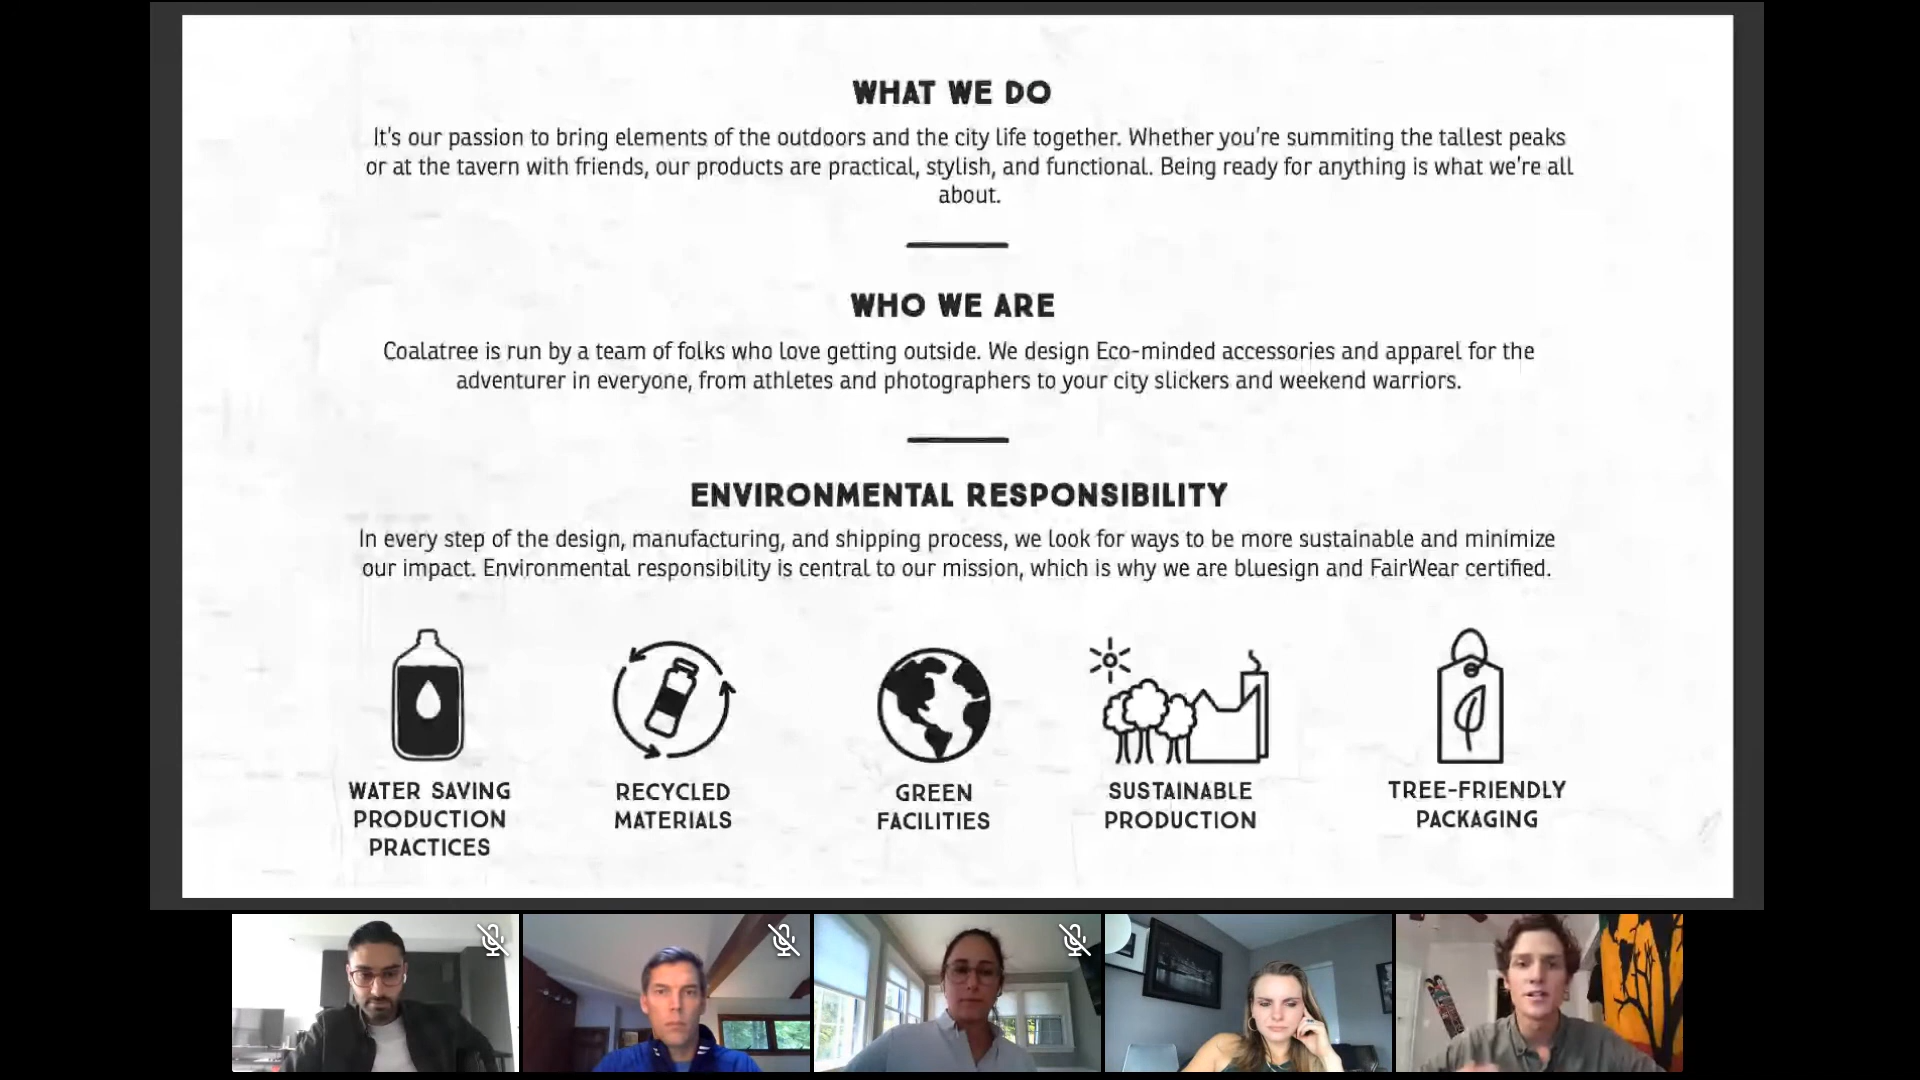 WHAT WE DO
It's our passion to bring elements of the outdoors and the city life together. Whether you're summiting the tallest peaks
or at the tavern with friends, our products are practical, stylish, and functional. Being ready for anything is what we're all
about.
WHO WE ARE
Coalatree is run by a team of folks who love getting outside. We design Eco-minded accessories and apparel for the
adventurer in everyone, from athletes and photographers to your city slickers and weekend warriors.
ENVIRONMENTAL RESPONSIBILITY
In every step of the design, manufacturing, and shipping process, we look for ways to be more sustainable and minimize
our impact. Environmental responsibility is central to our mission, which is why we are bluesign and FairWear certified.
WATER SAVING
PRODUCTION
PRACTICES
RECYCLED
MATERIALS
GREEN
FACILITIES
SUSTAINABLE
PRODUCTION
TREE-FRIENDLY
PACKAGING